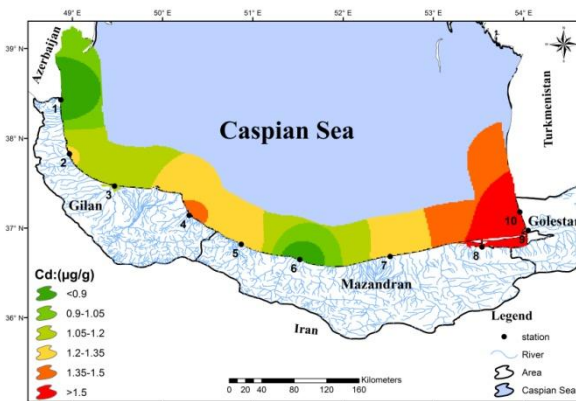 49° E 50° E 51° E 52° E 53° E 54° E
39° N
38° N
37° N
36° N
Azerbaijan
Turkmenistan
Caspian Sea
1
2
3
Gilan
4
5
6
7
8
9
10
Golestan
Mazandran
Iran
Cd:(µg/g)
<0.9
0.9-1.05
1.05-1.2
1.2-1.35
1.35-1.5
>1.5
Kilometers
0 20 40 80 120 160
Legend
station
River
Area
Caspian Sea